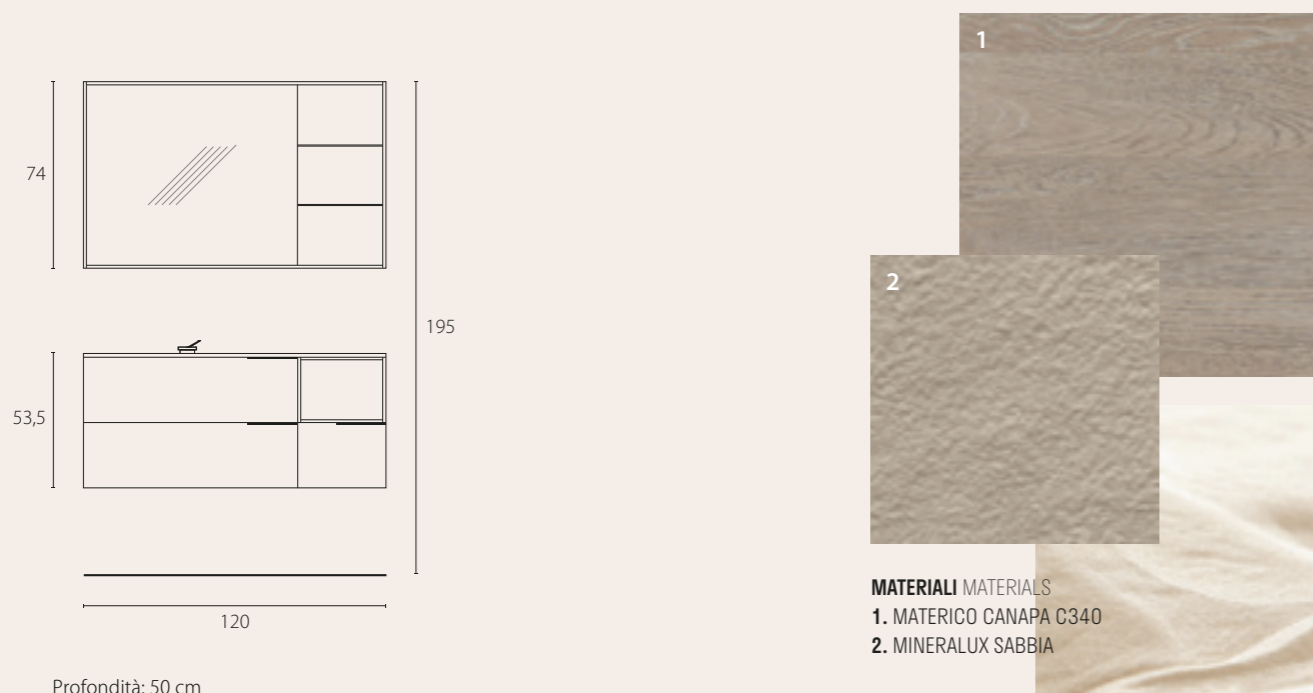 74
195
53,5
120
Profondità: 50 cm
1
2
MATERIALI MATERIALS
1. MATERICO CANAPA C340
2. MINERALUX SABBIA